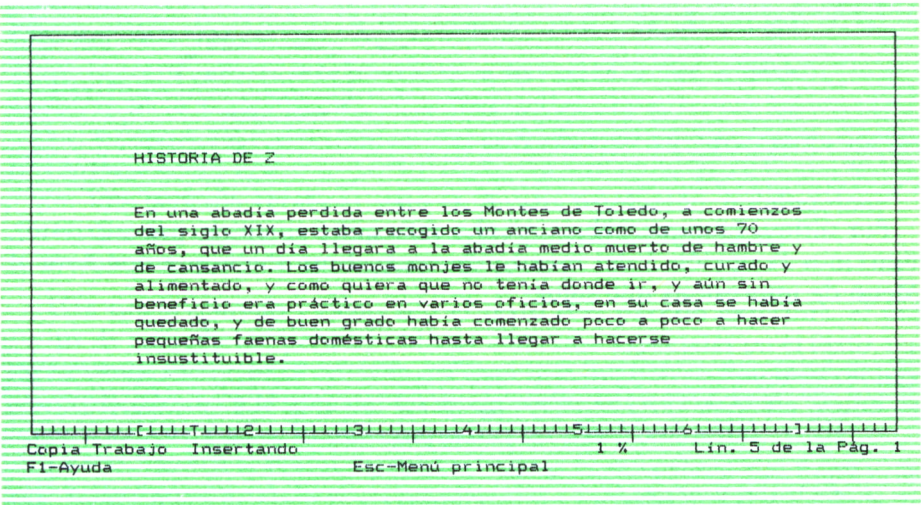 HISTORIA DE Z
En una abadía perdida entre los Montes de Toledo, a comienzos
del siglo XIX, estaba recogido un anciano como de unos 70
años, que un día llegara a la abadía medio muerto de hambre y
de cansancio. Los buenos monjes le habían atendido, curado y
alimentado, y como quiera que no tenía donde ir, y aún sin
beneficio era práctico en varios oficios, en su casa se había
quedado, y de buen grado había comenzado poco a poco a hacer
pequeñas faenas domésticas hasta llegar a hacerse
insustituible.
[ T 2 3 4 5 6 ]
Copia Trabajo Insertando 1 % Lín. 5 de la Pág. 1
F1-Ayuda Esc-Menú principal